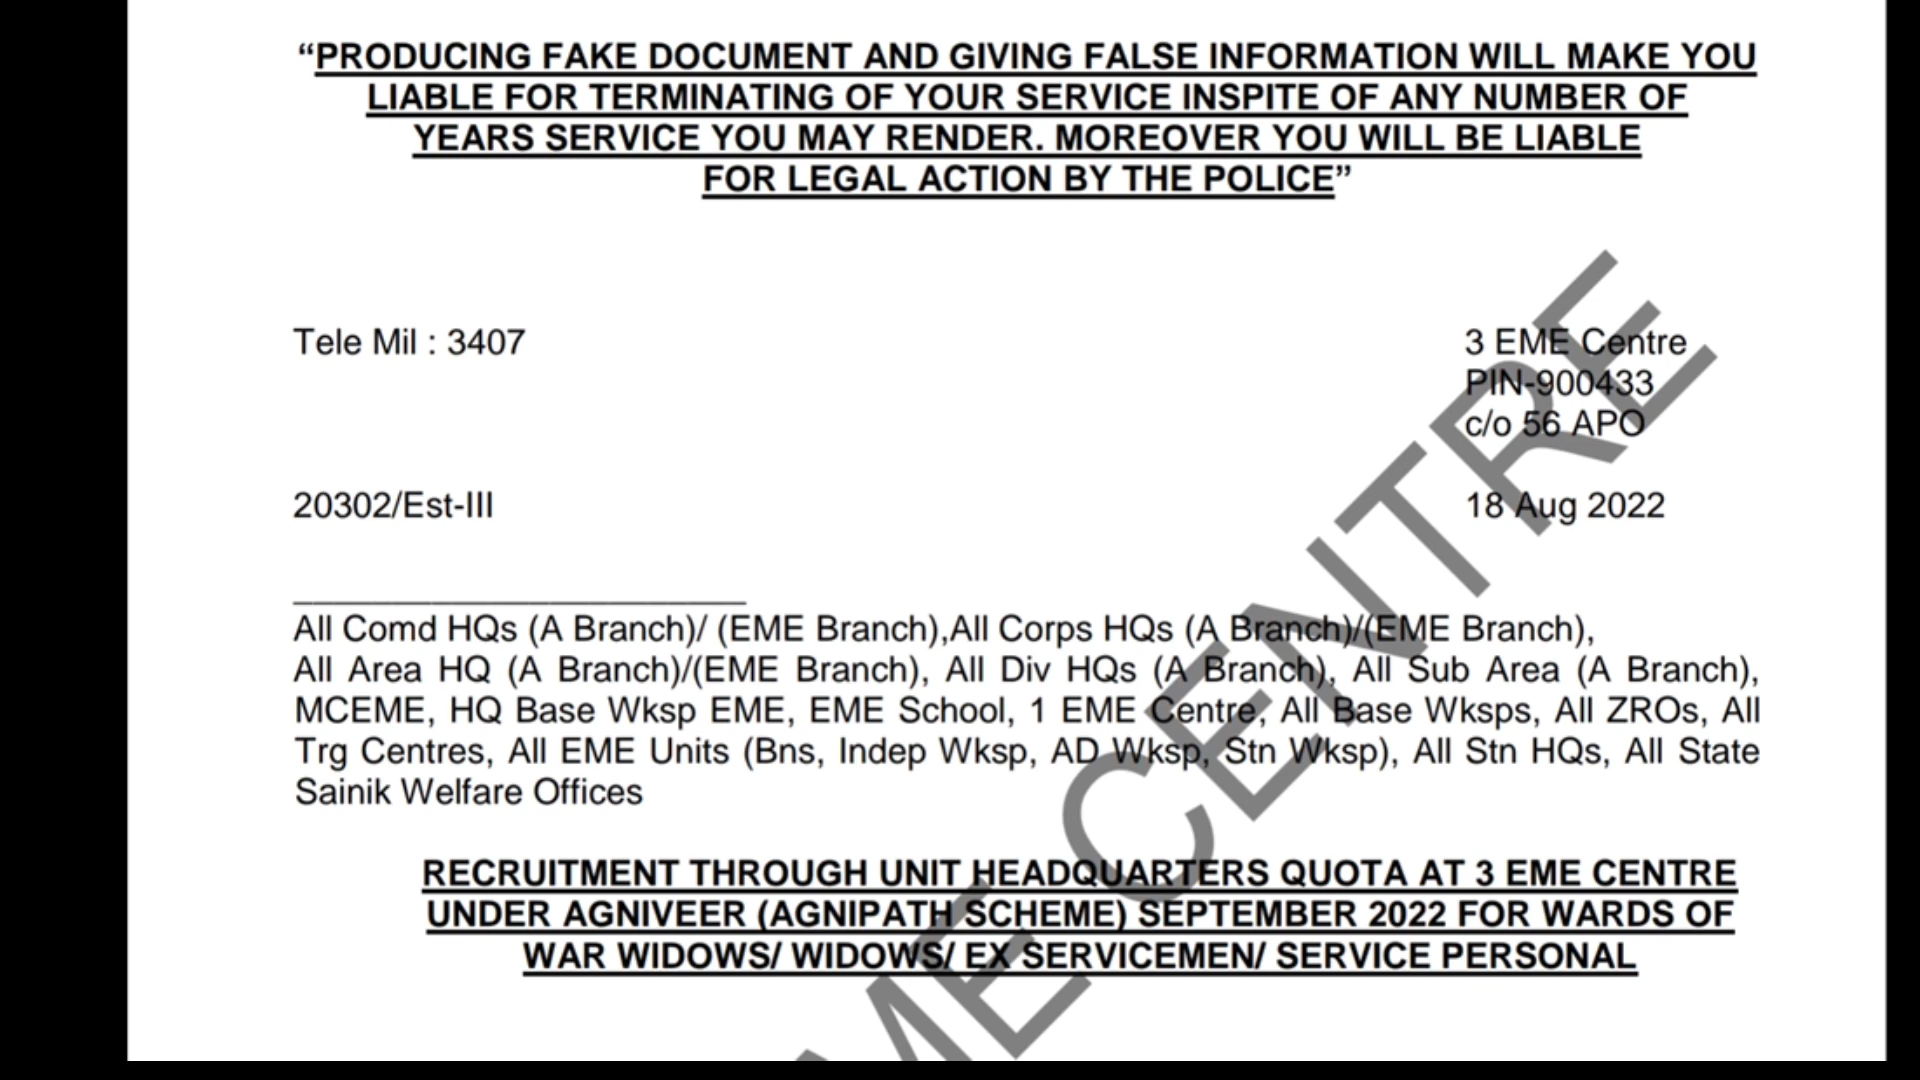 “PRODUCING FAKE DOCUMENT AND GIVING FALSE INFORMATION WILL MAKE YOU
LIABLE FOR TERMINATING OF YOUR SERVICE INSPITE OF ANY NUMBER OF
YEARS SERVICE YOU MAY RENDER. MOREOVER YOU WILL BE LIABLE
FOR LEGAL ACTION BY THE POLICE”
Tele Mil : 3407
3 EME Centre
PIN-900433
c/o 56 APO
20302/Est-III
18 Aug 2022
All Comd HQs (A Branch)/ (EME Branch),All Corps HQs (A Branch)/(EME Branch),
All Area HQ (A Branch)/(EME Branch), All Div HQs (A Branch), All Sub Area (A Branch),
MCEME, HQ Base Wksp EME, EME School, 1 EME Centre, All Base Wksps, All ZROs, All
Trg Centres, All EME Units (Bns, Indep Wksp, AD Wksp, Stn Wksp), All Stn HQs, All State
Sainik Welfare Offices
RECRUITMENT THROUGH UNIT HEADQUARTERS QUOTA AT 3 EME CENTRE
UNDER AGNIVEER (AGNIPATH SCHEME) SEPTEMBER 2022 FOR WARDS OF
WAR WIDOWS/ WIDOWS/ EX SERVICEMEN/ SERVICE PERSONAL
ME CENTRE